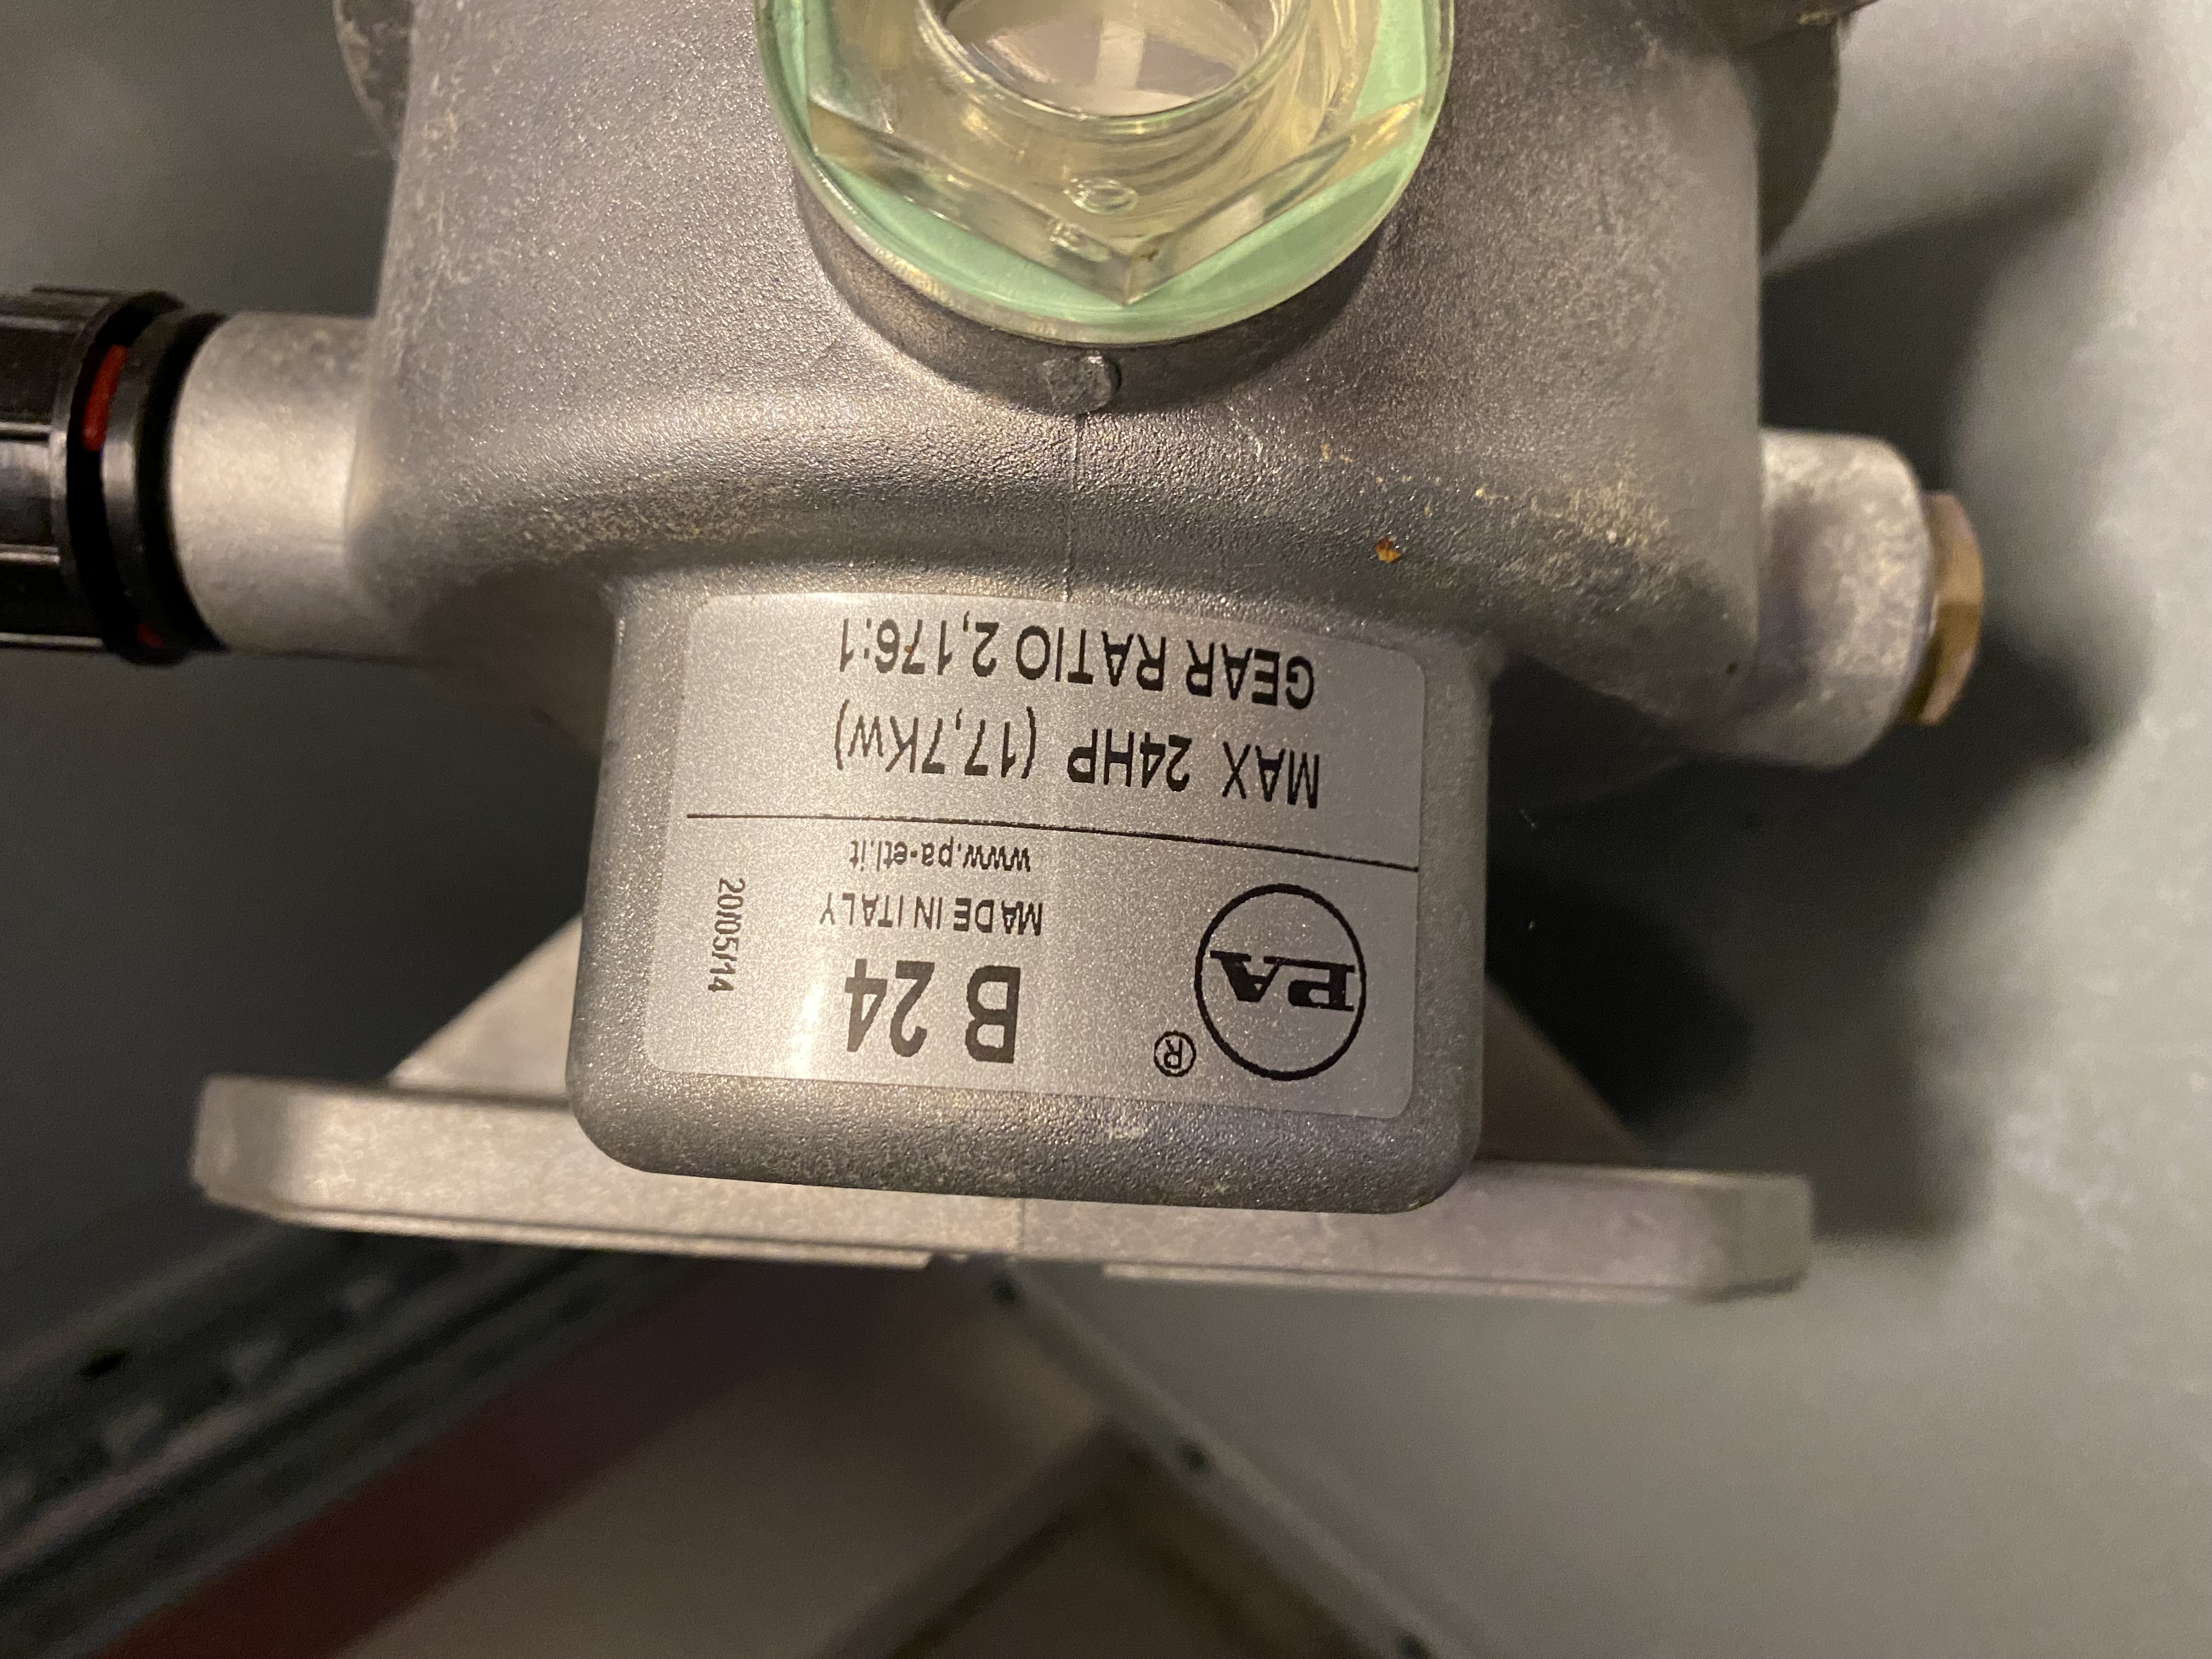 PA ®
B 24
MADE IN ITALY
www.pa-etl.it
20/05/14
MAX 24HP (17,7Kw)
GEAR RATIO 2,176:1